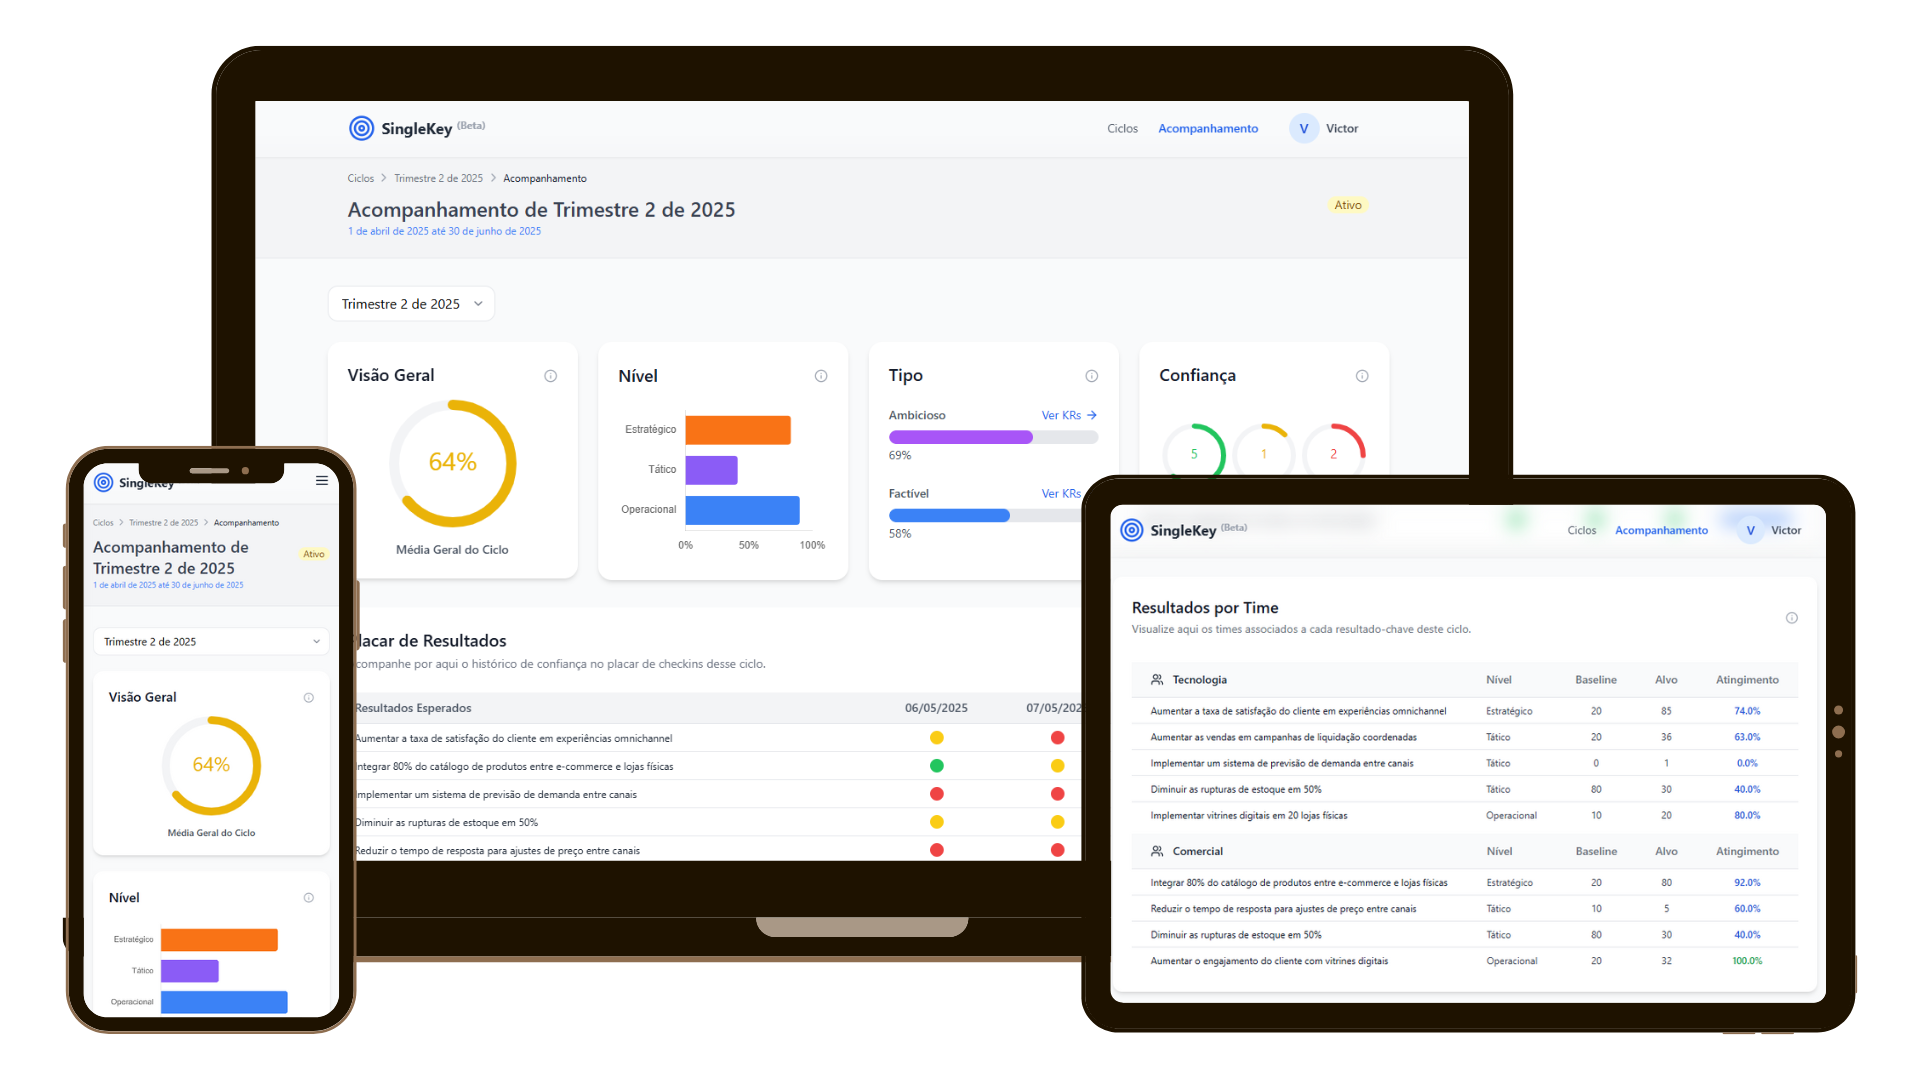 SingleKey (Beta)
Ciclos
Acompanhamento
V
Victor
Ciclos > Trimestre 2 de 2025 > Acompanhamento
Acompanhamento de Trimestre 2 de 2025
1 de abril de 2025 até 30 de junho de 2025
Ativo
Trimestre 2 de 2025
Visão Geral
64%
Média Geral do Ciclo
Nível
Estratégico
Tático
Operacional
0% 50% 100%
Tipo
Ambicioso Ver KRs →
69%
Factível Ver KRs
58%
Confiança
5 1 2
lacar de Resultados
companhe por aqui o histórico de confiança no placar de checkins desse ciclo.
Resultados Esperados 06/05/2025 07/05/202
Aumentar a taxa de satisfação do cliente em experiências omnichannel
ntegrar 80% do catálogo de produtos entre e-commerce e lojas físicas
mplementar um sistema de previsão de demanda entre canais
Diminuir as rupturas de estoque em 50%
Reduzir o tempo de resposta para ajustes de preço entre canais
SingleKey
Ciclos > Trimestre 2 de 2025 > Acompanhamento
Acompanhamento de
Trimestre 2 de 2025
1 de abril de 2025 até 30 de junho de 2025
Ativo
Trimestre 2 de 2025
Visão Geral
64%
Média Geral do Ciclo
Nível
Estratégico
Tático
Operacional
SingleKey (Beta)
Ciclos
Acompanhamento
V
Victor
Resultados por Time
Visualize aqui os times associados a cada resultado-chave deste ciclo.
Tecnologia Nível Baseline Alvo Atingimento
Aumentar a taxa de satisfação do cliente em experiências omnichannel Estratégico 20 85 74.0%
Aumentar as vendas em campanhas de liquidação coordenadas Tático 20 36 63.0%
Implementar um sistema de previsão de demanda entre canais Tático 0 1 0.0%
Diminuir as rupturas de estoque em 50% Tático 80 30 40.0%
Implementar vitrines digitais em 20 lojas físicas Operacional 10 20 80.0%
Comercial Nível Baseline Alvo Atingimento
Integrar 80% do catálogo de produtos entre e-commerce e lojas físicas Estratégico 20 80 92.0%
Reduzir o tempo de resposta para ajustes de preço entre canais Tático 10 5 60.0%
Diminuir as rupturas de estoque em 50% Tático 80 30 40.0%
Aumentar o engajamento do cliente com vitrines digitais Operacional 20 32 100.0%